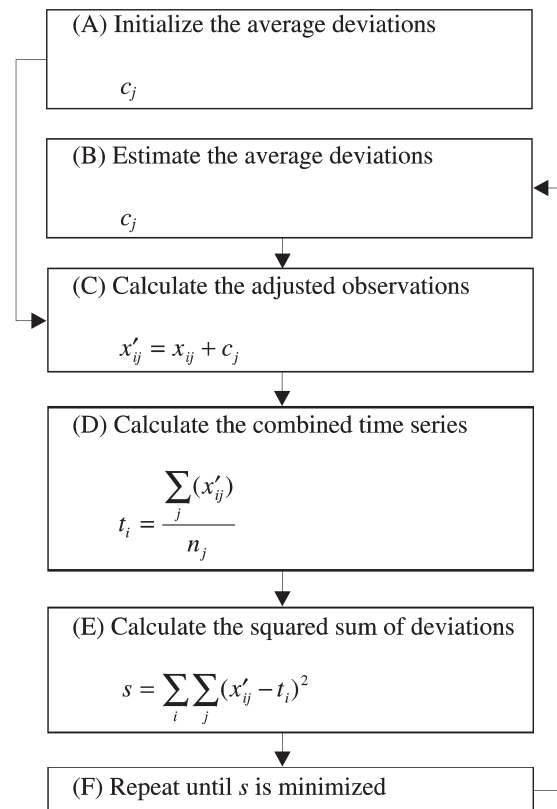 (A) Initialize the average deviations
c_j
(B) Estimate the average deviations
c_j
(C) Calculate the adjusted observations
x′_ij = x_ij + c_j
(D) Calculate the combined time series
t_i = ∑_j (x′_ij) / n_j
(E) Calculate the squared sum of deviations
s = ∑_i ∑_j (x′_ij − t_i)²
(F) Repeat until s is minimized